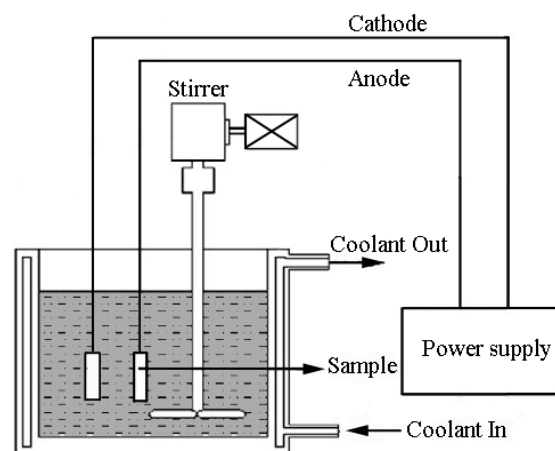 Cathode
Anode
Stirrer
Coolant Out
Power supply
Sample
Coolant In